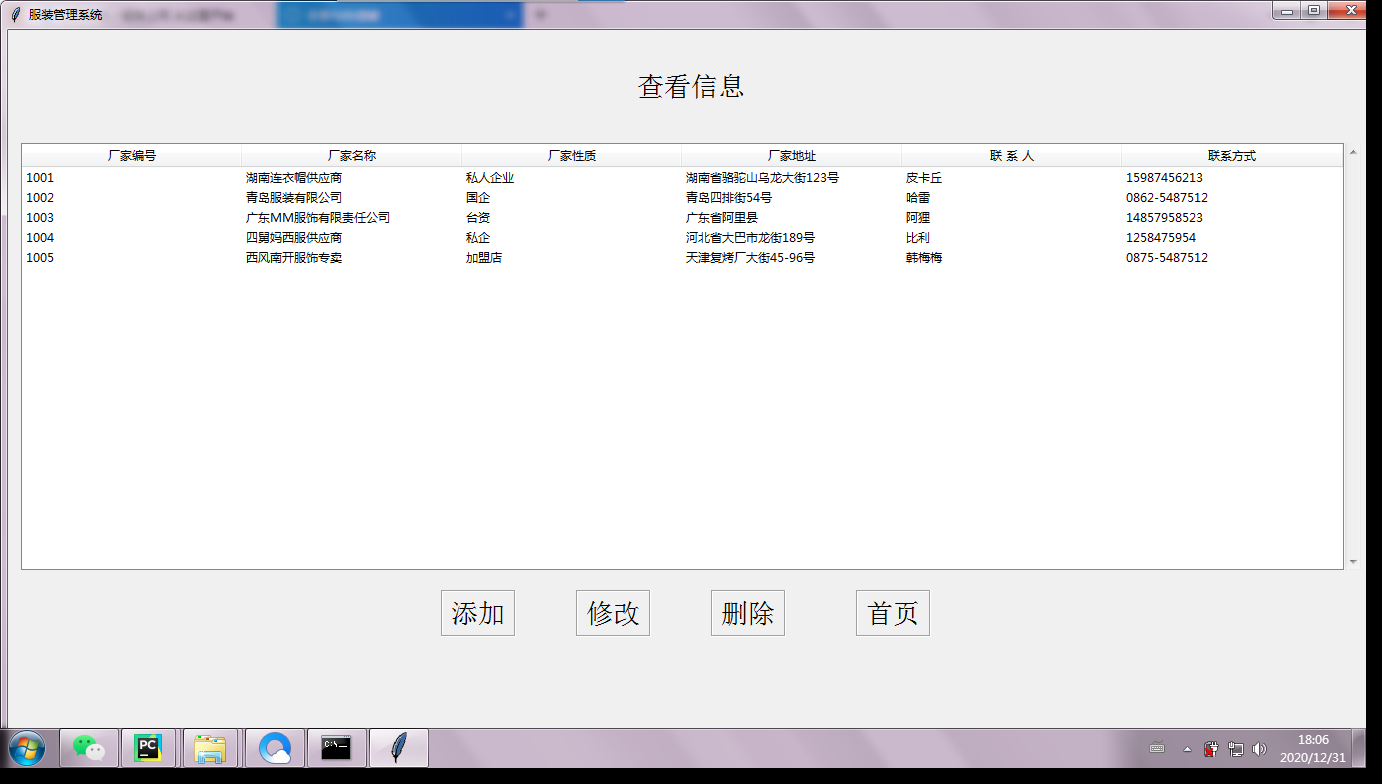 服装管理系统
查看信息
厂家编号 厂家名称 厂家性质 厂家地址 联 系 人 联系方式
1001 湖南连衣帽供应商 私人企业 湖南省骆驼山乌龙大街123号 皮卡丘 15987456213
1002 青岛服装有限公司 国企 青岛四排街54号 哈雷 0862-5487512
1003 广东MM服饰有限责任公司 台资 广东省阿里县 阿狸 14857958523
1004 四舅妈西服供应商 私企 河北省大巴市龙街189号 比利 1258475954
1005 西风南开服饰专卖 加盟店 天津复烤厂大街45-96号 韩梅梅 0875-5487512
添加 修改 删除 首页
PC
C:\_
18:06
2020/12/31